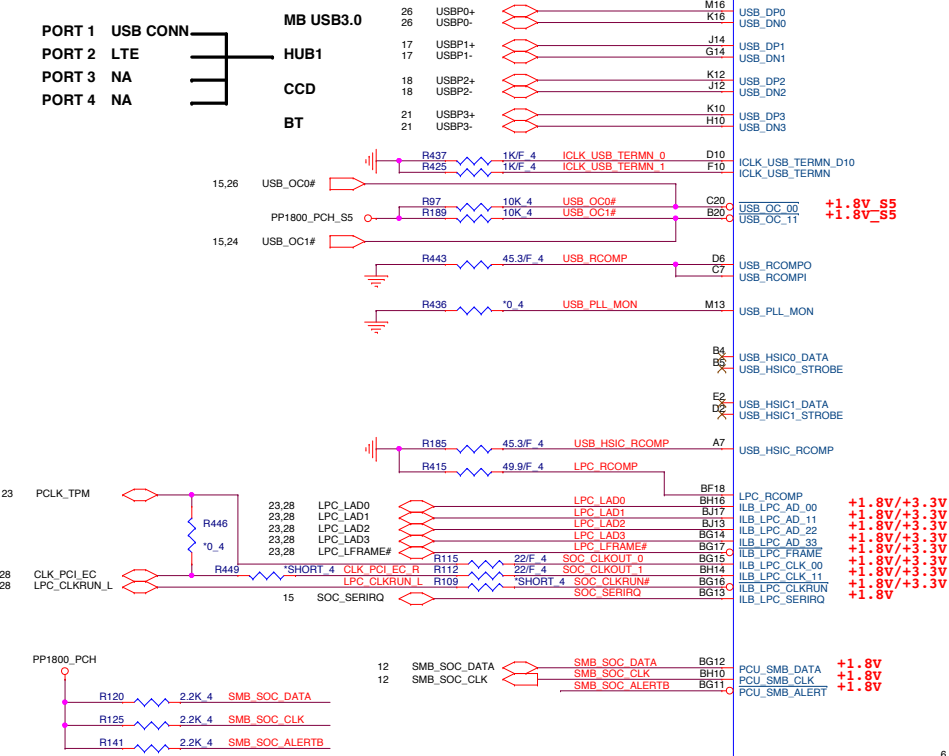 MB USB3.0 26 USBP0+ M16 USB_DP0
26 USBP0- K16 USB_DN0
PORT 1 USB CONN
PORT 2 LTE HUB1 17 USBP1+ J14 USB_DP1
17 USBP1- G14 USB_DN1
PORT 3 NA
CCD 18 USBP2+ K12 USB_DP2
18 USBP2- J12 USB_DN2
PORT 4 NA
BT 21 USBP3+ K10 USB_DP3
21 USBP3- H10 USB_DN3
R437 1K/F_4 ICLK_USB_TERMN_0 D10 ICLK_USB_TERMN_D10
R425 1K/F_4 ICLK_USB_TERMN_1 F10 ICLK_USB_TERMN
15,26 USB_OC0#
R97 10K_4 USB_OC0# C20 USB_OC_00 +1.8V_S5
PP1800_PCH_S5 R189 10K_4 USB_OC1# B20 USB_OC_11 +1.8V_S5
15,24 USB_OC1#
R443 45.3/F_4 USB_RCOMP D6 USB_RCOMPO
C7 USB_RCOMPI
R436 *0_4 USB_PLL_MON M13 USB_PLL_MON
B4 USB_HSIC0_DATA
B5 USB_HSIC0_STROBE
E2 USB_HSIC1_DATA
D2 USB_HSIC1_STROBE
R185 45.3/F_4 USB_HSIC_RCOMP A7 USB_HSIC_RCOMP
R415 49.9/F_4 LPC_RCOMP
23 PCLK_TPM BF18 LPC_RCOMP
23,28 LPC_LAD0 LPC_LAD0 BH16 ILB_LPC_AD_00 +1.8V/+3.3V
23,28 LPC_LAD1 LPC_LAD1 BJ17 ILB_LPC_AD_11 +1.8V/+3.3V
R446 23,28 LPC_LAD2 LPC_LAD2 BJ13 ILB_LPC_AD_22 +1.8V/+3.3V
23,28 LPC_LAD3 LPC_LAD3 BG14 ILB_LPC_AD_33 +1.8V/+3.3V
*0_4 23,28 LPC_LFRAME# LPC_LFRAME# BG17 ILB_LPC_FRAME +1.8V/+3.3V
R115 22/F_4 SOC_CLKOUT_0 BG15 ILB_LPC_CLK_00 +1.8V/+3.3V
28 CLK_PCI_EC R449 *SHORT_4 CLK_PCI_EC_R R112 22/F_4 SOC_CLKOUT_1 BH14 ILB_LPC_CLK_11 +1.8V/+3.3V
28 LPC_CLKRUN_L LPC_CLKRUN_L R109 *SHORT_4 SOC_CLKRUN# BG16 ILB_LPC_CLKRUN +1.8V/+3.3V
15 SOC_SERIRQ SOC_SERIRQ BG13 ILB_LPC_SERIRQ +1.8V
PP1800_PCH
12 SMB_SOC_DATA SMB_SOC_DATA BG12 PCU_SMB_DATA +1.8V
12 SMB_SOC_CLK SMB_SOC_CLK BH10 PCU_SMB_CLK +1.8V
SMB_SOC_ALERTB BG11 PCU_SMB_ALERT +1.8V
R120 2.2K_4 SMB_SOC_DATA
R125 2.2K_4 SMB_SOC_CLK
R141 2.2K_4 SMB_SOC_ALERTB